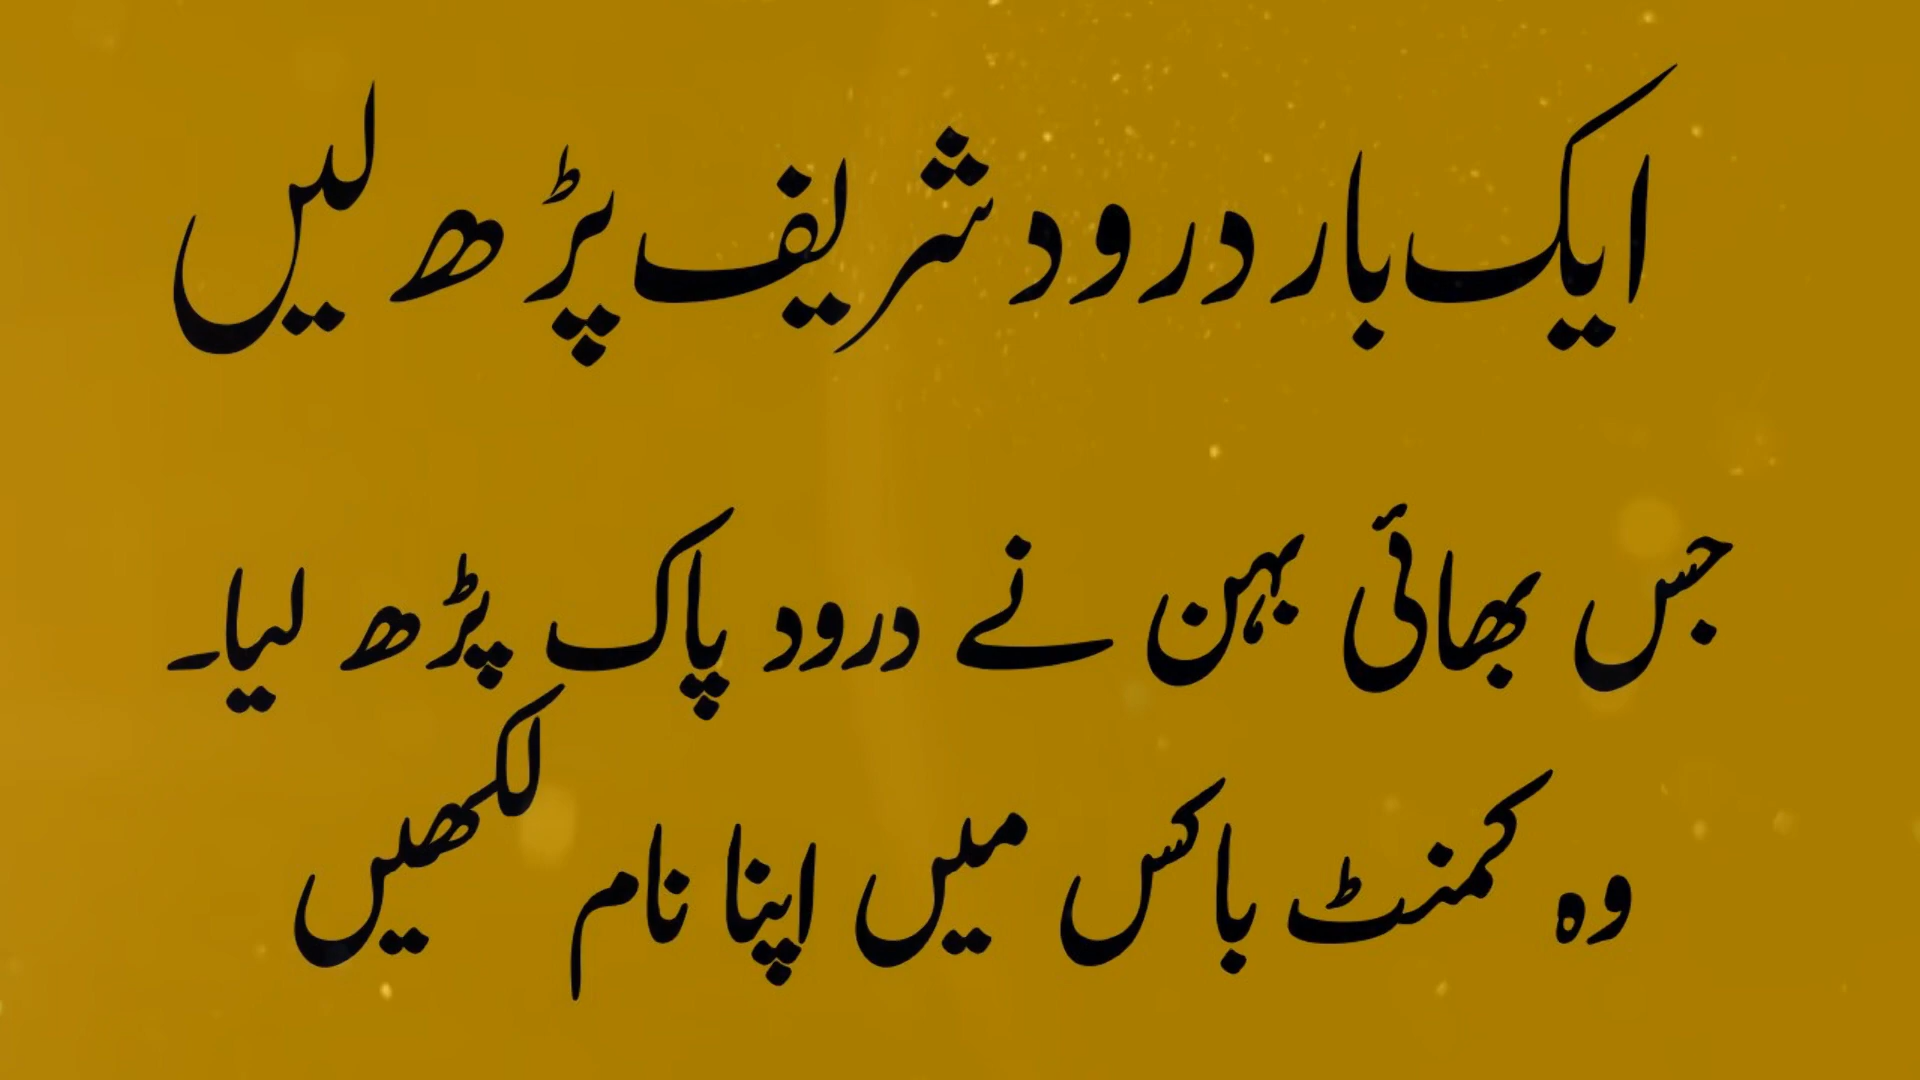 ایک بار درود شریف پڑھ لیں
جس بھائی بہن نے درود پاک پڑھ لیا۔
وہ کمنٹ باکس میں اپنا نام لکھیں